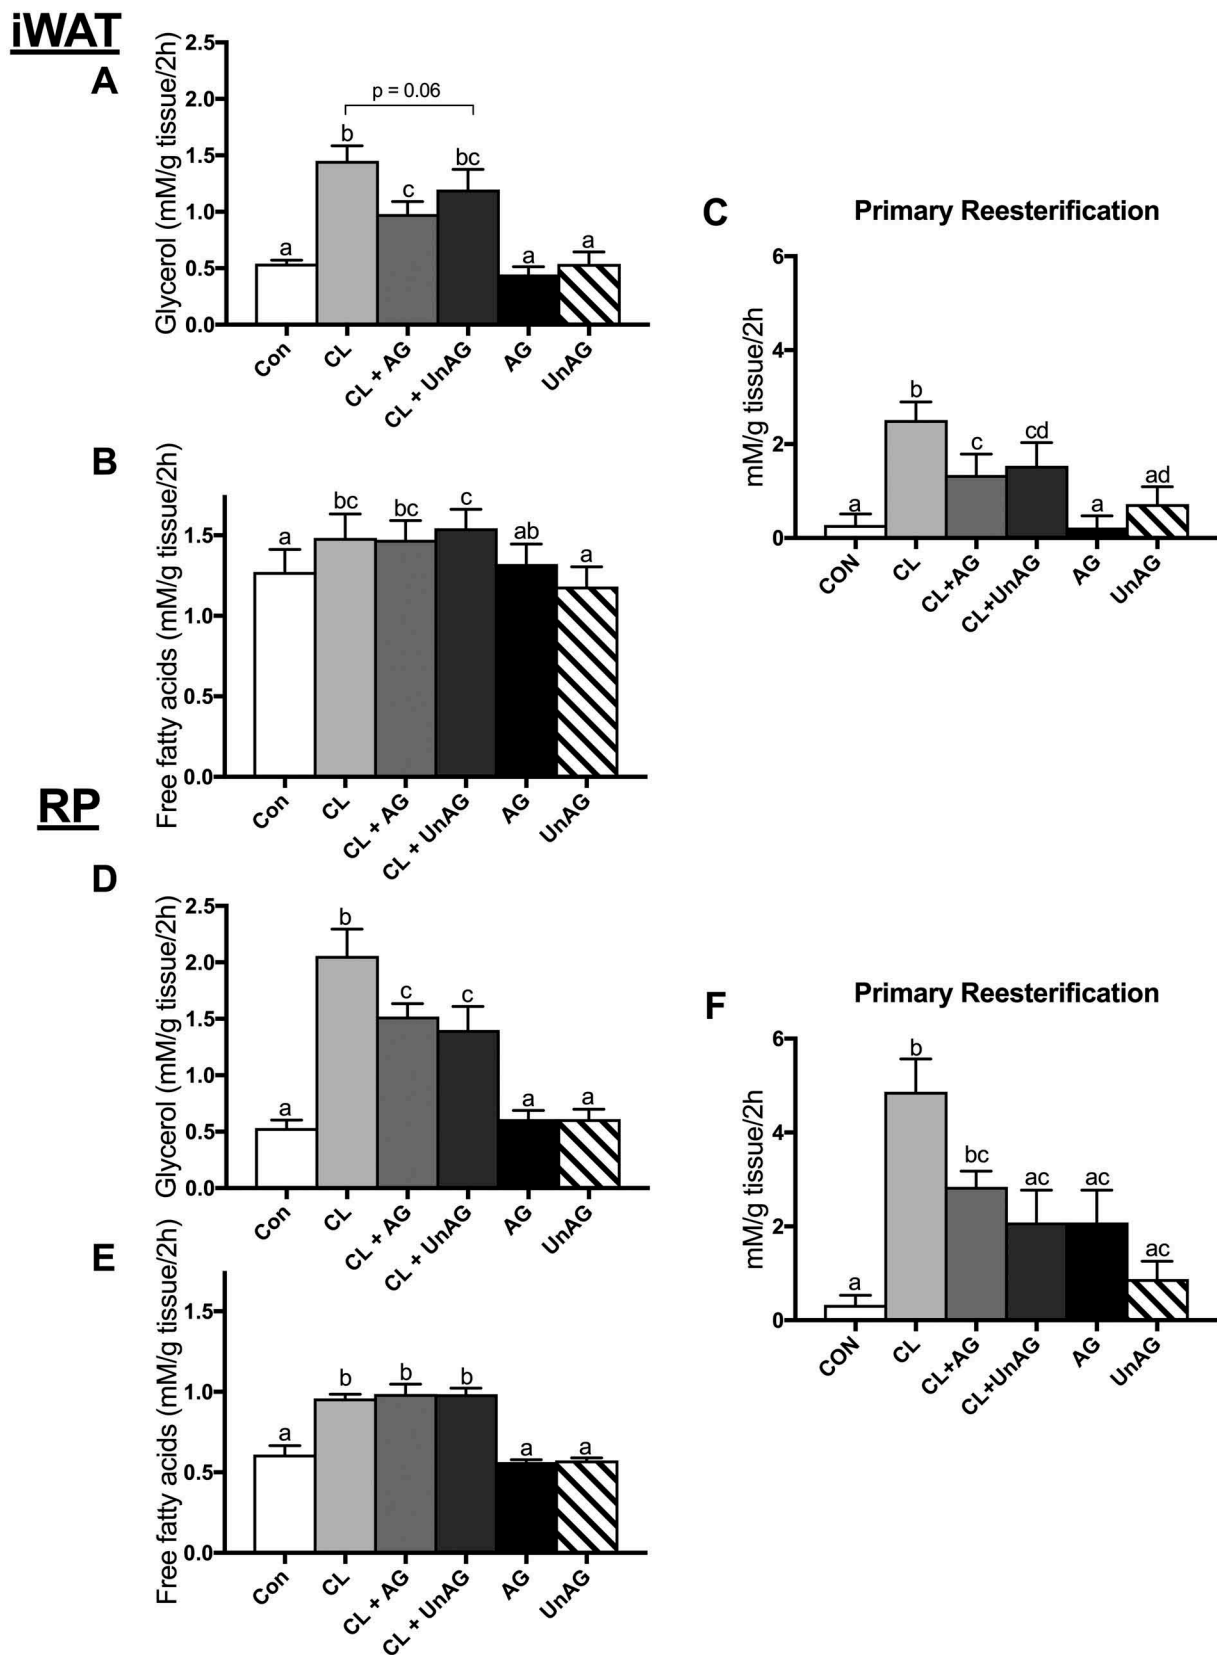 iWAT
A
Glycerol (mM/g tissue/2h)
2.5
2.0
1.5
1.0
0.5
0.0
p = 0.06
a
b
c
bc
a
a
Con
CL
CL + AG
CL + UnAG
AG
UnAG
B
Free fatty acids (mM/g tissue/2h)
1.5
1.0
0.5
0.0
a
bc
bc
c
ab
a
Con
CL
CL + AG
CL + UnAG
AG
UnAG
C
Primary Reesterification
mM/g tissue/2h
6
4
2
0
a
b
c
cd
a
ad
CON
CL
CL+AG
CL+UnAG
AG
UnAG
RP
D
Glycerol (mM/g tissue/2h)
2.5
2.0
1.5
1.0
0.5
0.0
a
b
c
c
a
a
Con
CL
CL + AG
CL + UnAG
AG
UnAG
E
Free fatty acids (mM/g tissue/2h)
1.5
1.0
0.5
0.0
a
b
b
b
a
a
Con
CL
CL + AG
CL + UnAG
AG
UnAG
F
Primary Reesterification
mM/g tissue/2h
6
4
2
0
a
b
bc
ac
ac
ac
CON
CL
CL+AG
CL+UnAG
AG
UnAG